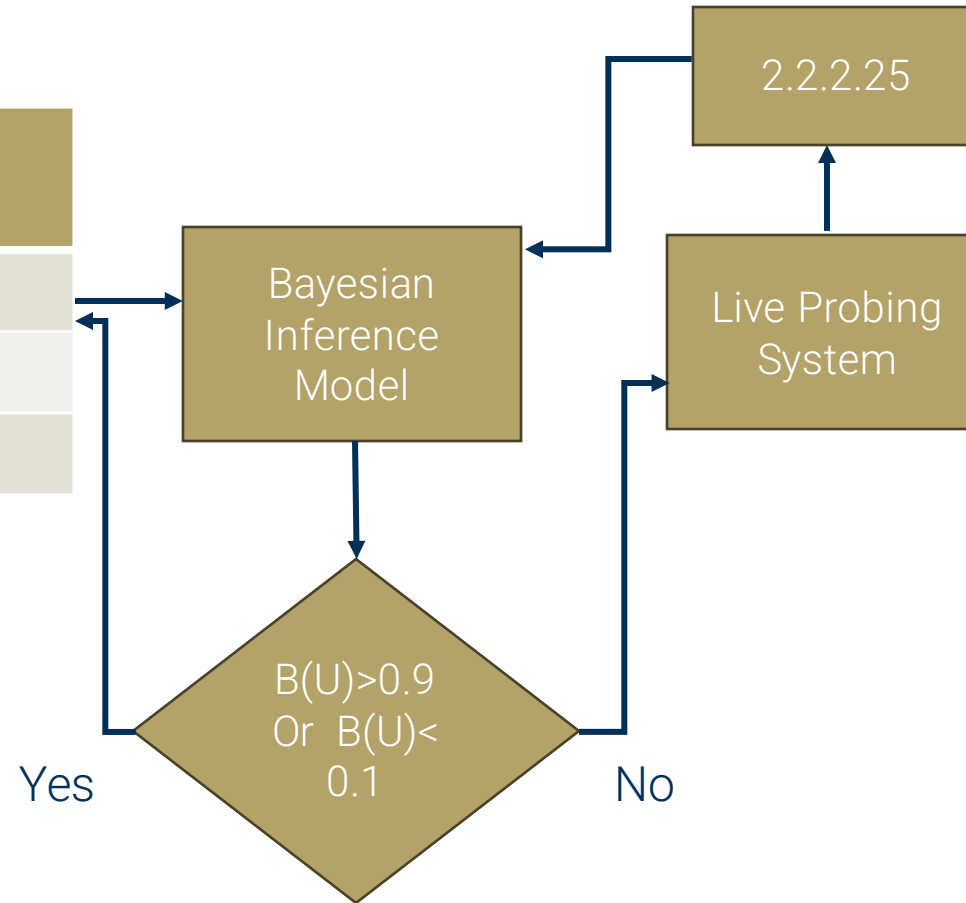 2.2.2.25
Bayesian
Inference
Model
Live Probing
System
B(U)>0.9
Or B(U)<
0.1
Yes
No